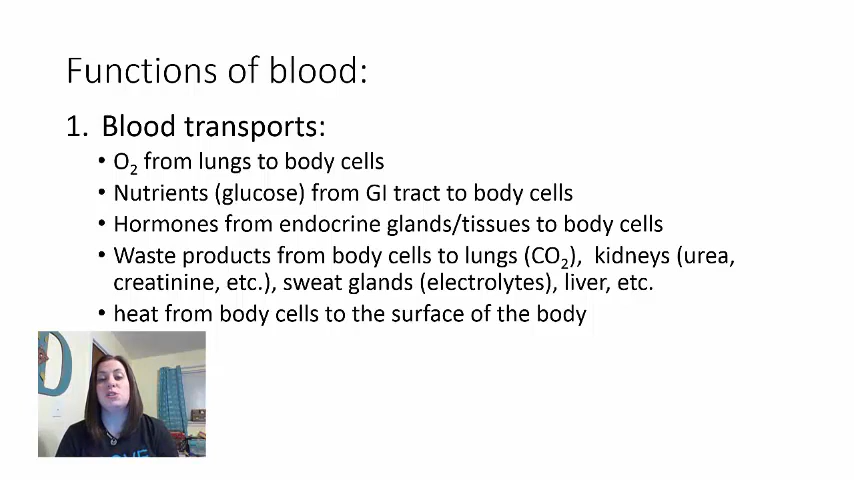 Functions of blood:
1. Blood transports:
• O₂ from lungs to body cells
• Nutrients (glucose) from GI tract to body cells
• Hormones from endocrine glands/tissues to body cells
• Waste products from body cells to lungs (CO₂), kidneys (urea,
creatinine, etc.), sweat glands (electrolytes), liver, etc.
• heat from body cells to the surface of the body
D